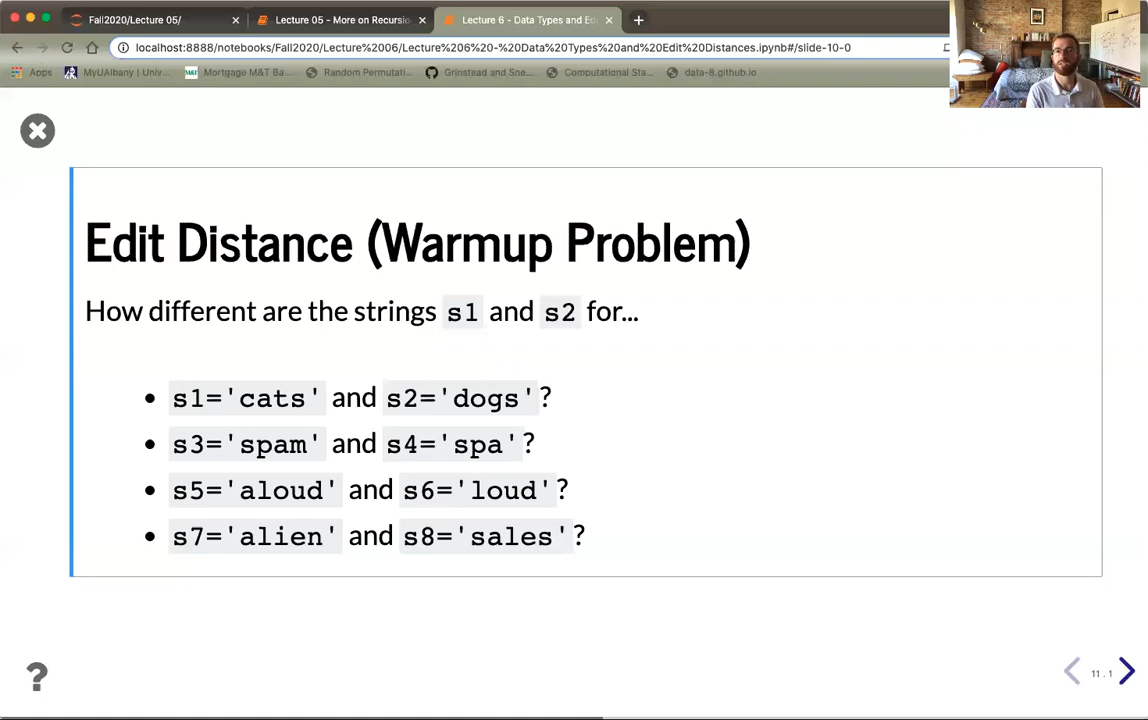 Fall2020/Lecture 05/
Lecture 05 - More on Recursio
Lecture 6 - Data Types and Ed
localhost:8888/notebooks/Fall2020/Lecture%2006/Lecture%206%20-%20Data%20Types%20and%20Edit%20Distances.ipynb#/slide-10-0
Apps
MyUAlbany | Univ...
M&T
Mortgage M&T Ba...
Random Permutati...
Grinstead and Sne...
Computational Sta...
data-8.github.io
Edit Distance (Warmup Problem)
How different are the strings s1 and s2 for...
• s1='cats' and s2='dogs'?
• s3='spam' and s4='spa'?
• s5='aloud' and s6='loud'?
• s7='alien' and s8='sales'?
?
11.1